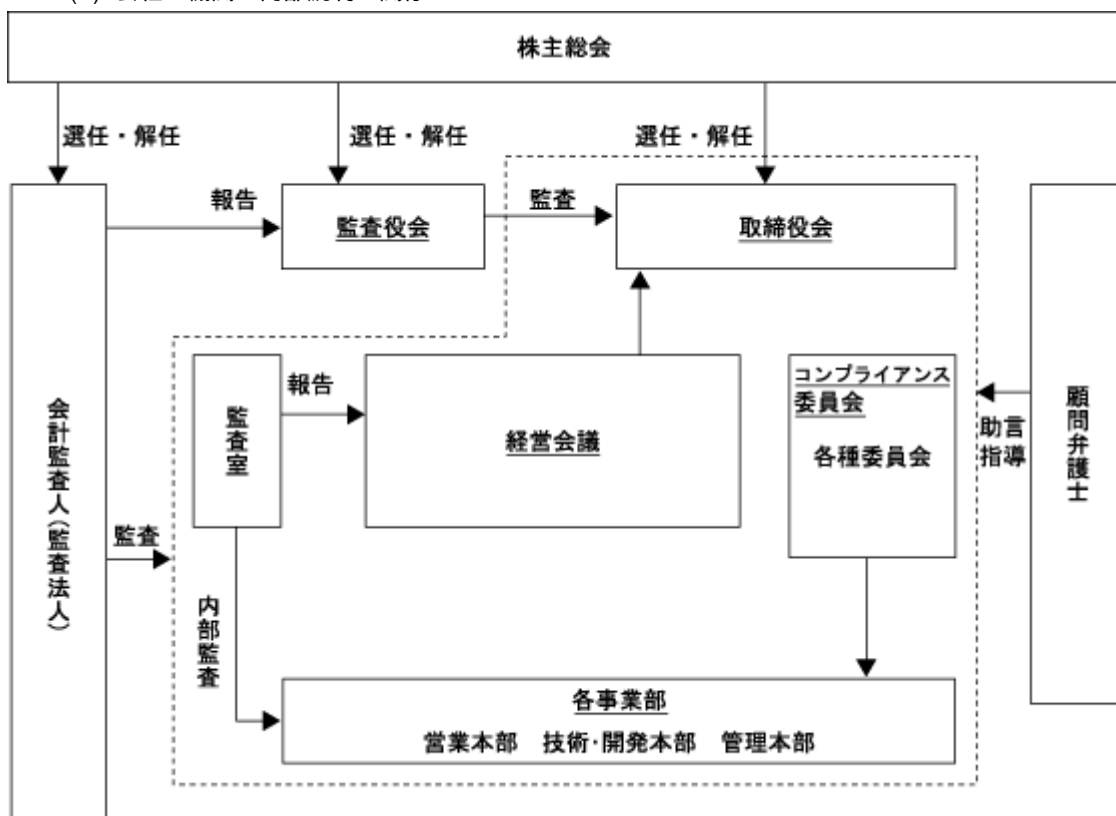 株主総会
選任・解任
選任・解任
選任・解任
報告
監査役会
監査
取締役会
会計監査人(監査法人)
監査
監査室
報告
経営会議
コンプライアンス
委員会
各種委員会
助言
指導
顧問弁護士
内部監査
各事業部
営業本部 技術・開発本部 管理本部